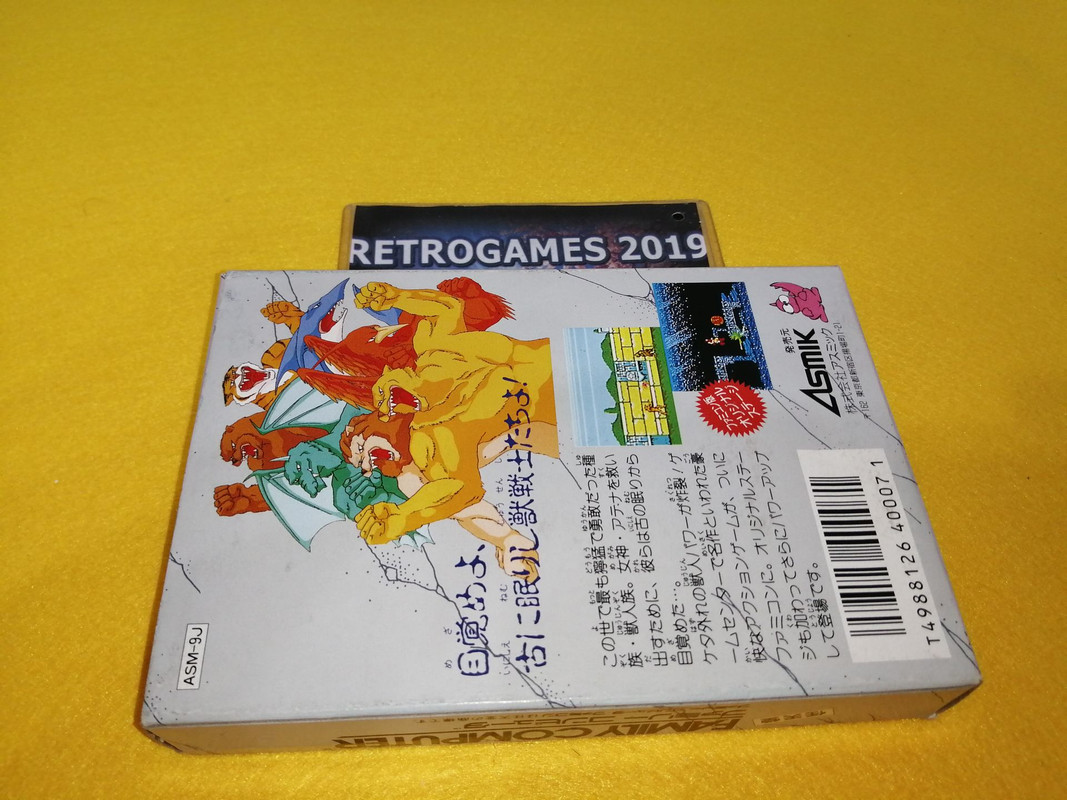 RETROGAMES 2019
ASM-9J
目覚めよ、
古に眠りし獣戦士たちよ!
この世で最も獰猛で勇敢だった種
族・獣人族。女神・アテナを救い
出すために、彼らは古の眠りから
目覚めた…。
ケタ外れの獣人パワーが炸裂!ゲ
ームセンターで名作といわれた豪
快なアクションゲームが、ついに
ファミコンに。オリジナルステー
ジも加わってさらにパワーアップ
して登場です。
発売元
ASMIK
株式会社アスミック
T4988126400071
FAMILY COMPUTER